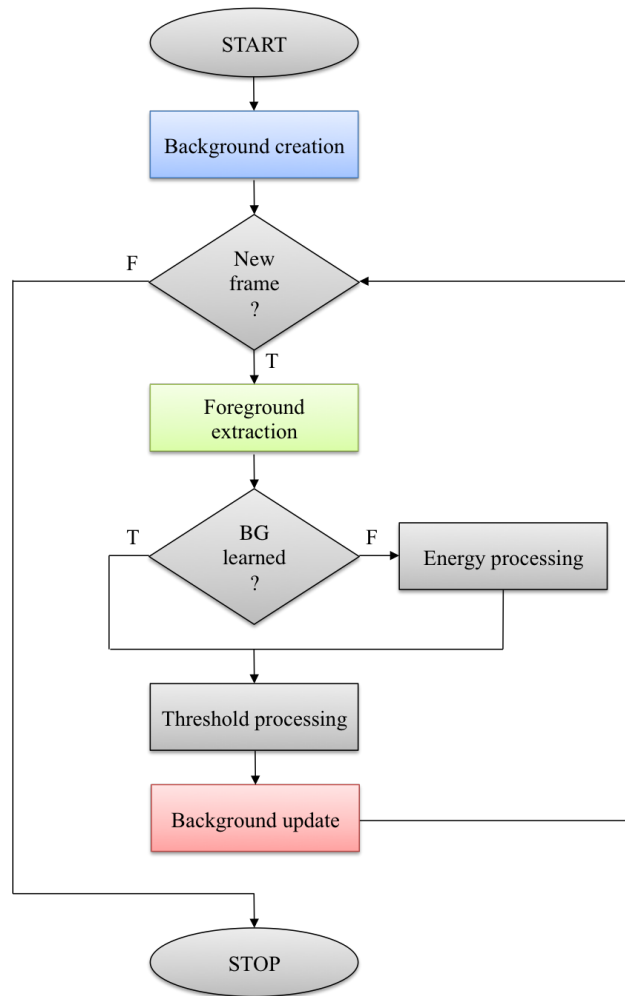 START
Background creation
F
New
frame
?
T
Foreground
extraction
T
BG
learned
?
F
Energy processing
Threshold processing
Background update
STOP